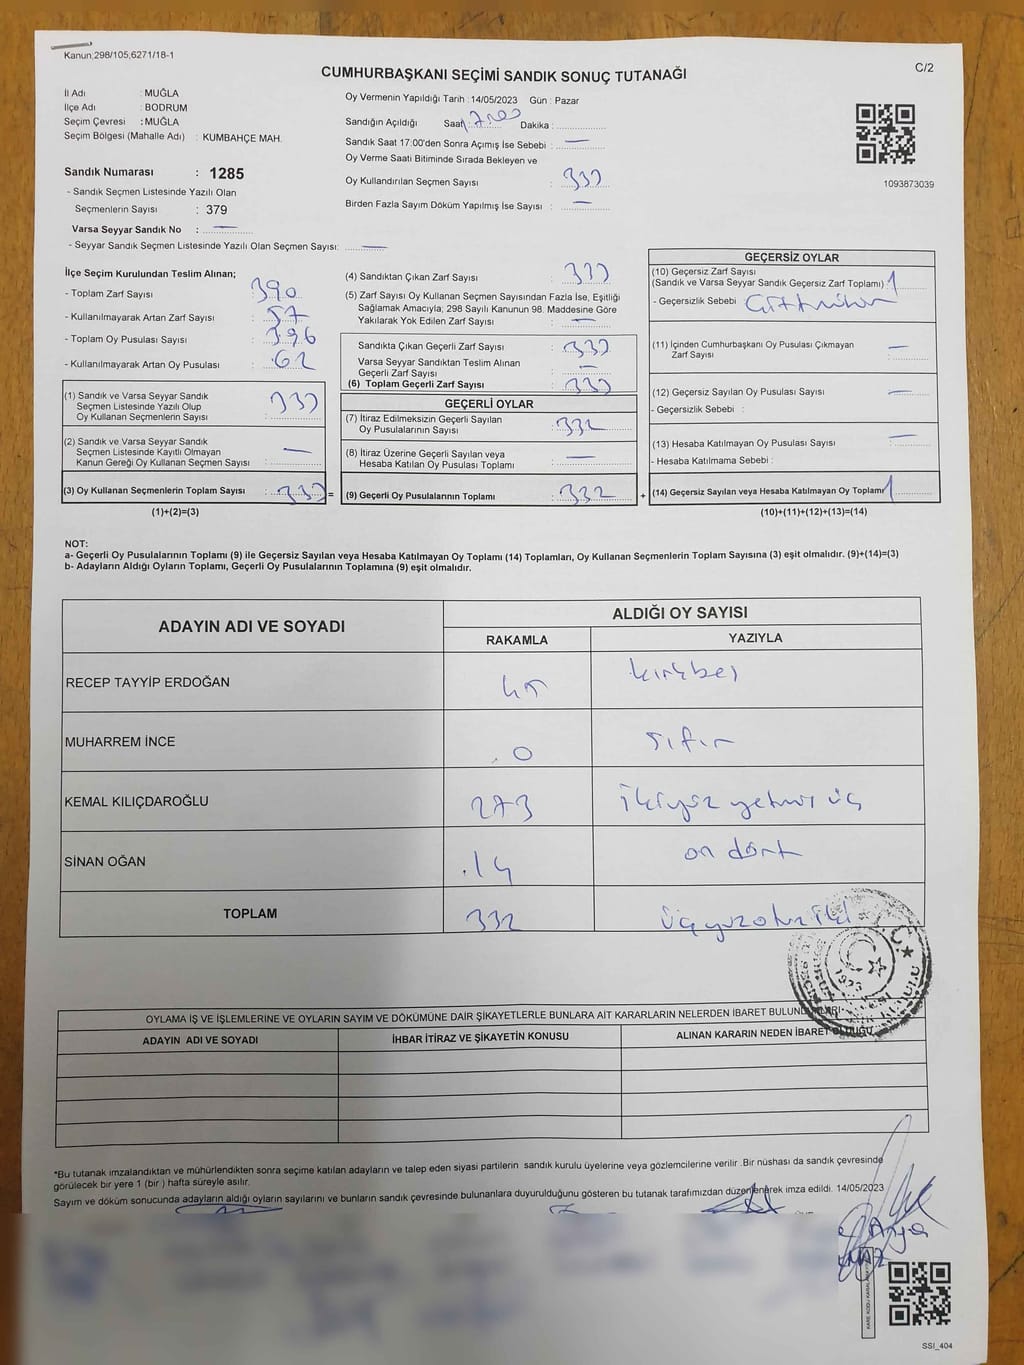 Kanun;298/105;6271/18-1
C/2
CUMHURBAŞKANI SEÇİMİ SANDIK SONUÇ TUTANAĞI
İl Adı : MUĞLA
İlçe Adı : BODRUM
Seçim Çevresi : MUĞLA
Seçim Bölgesi (Mahalle Adı) : KUMBAHÇE MAH.
Sandık Numarası : 1285
- Sandık Seçmen Listesinde Yazılı Olan
Seçmenlerin Sayısı : 379
Varsa Seyyar Sandık No : —
- Seyyar Sandık Seçmen Listesinde Yazılı Olan Seçmen Sayısı: —
Oy Vermenin Yapıldığı Tarih : 14/05/2023 Gün : Pazar
Sandığın Açıldığı Saat Dakika :
Sandık Saat 17:00'den Sonra Açımış İse Sebebi : —
Oy Verme Saati Bitiminde Sırada Bekleyen ve
Oy Kullandırılan Seçmen Sayısı : 333
Birden Fazla Sayım Döküm Yapılmış İse Sayısı : —
1093873039
İlçe Seçim Kurulundan Teslim Alınan;
- Toplam Zarf Sayısı 390
- Kullanılmayarak Artan Zarf Sayısı : 57
- Toplam Oy Pusulası Sayısı : 396
- Kullanılmayarak Artan Oy Pusulası : 62
(1) Sandık ve Varsa Seyyar Sandık
Seçmen Listesinde Yazılı Olup
Oy Kullanan Seçmenlerin Sayısı : 333
(2) Sandık ve Varsa Seyyar Sandık
Seçmen Listesinde Kayıtlı Olmayan
Kanun Gereği Oy Kullanan Seçmen Sayısı : —
(3) Oy Kullanan Seçmenlerin Toplam Sayısı : 333 =
(1)+(2)=(3)
(4) Sandıktan Çıkan Zarf Sayısı : 333
(5) Zarf Sayısı Oy Kullanan Seçmen Sayısından Fazla İse, Eşitliği
Sağlamak Amacıyla; 298 Sayılı Kanunun 98. Maddesine Göre
Yakılarak Yok Edilen Zarf Sayısı : —
Sandıkta Çıkan Geçerli Zarf Sayısı : 333
Varsa Seyyar Sandıktan Teslim Alınan
Geçerli Zarf Sayısı : —
(6) Toplam Geçerli Zarf Sayısı : 333
GEÇERLİ OYLAR
(7) İtiraz Edilmeksizin Geçerli Sayılan
Oy Pusulalarının Sayısı : 332
(8) İtiraz Üzerine Geçerli Sayılan veya
Hesaba Katılan Oy Pusulası Toplamı : —
(9) Geçerli Oy Pusulalarının Toplamı : 332 +
GEÇERSİZ OYLAR
(10) Geçersiz Zarf Sayısı
(Sandık ve Varsa Seyyar Sandık Geçersiz Zarf Toplamı) : 1
- Geçersizlik Sebebi :
(11) İçinden Cumhurbaşkanı Oy Pusulası Çıkmayan
Zarf Sayısı : —
(12) Geçersiz Sayılan Oy Pusulası Sayısı : —
- Geçersizlik Sebebi :
(13) Hesaba Katılmayan Oy Pusulası Sayısı : —
- Hesaba Katılmama Sebebi :
(14) Geçersiz Sayılan veya Hesaba Katılmayan Oy Toplamı 1
(10)+(11)+(12)+(13)=(14)
NOT:
a- Geçerli Oy Pusulalarının Toplamı (9) ile Geçersiz Sayılan veya Hesaba Katılmayan Oy Toplamı (14) Toplamları, Oy Kullanan Seçmenlerin Toplam Sayısına (3) eşit olmalıdır. (9)+(14)=(3)
b- Adayların Aldığı Oyların Toplamı, Geçerli Oy Pusulalarının Toplamına (9) eşit olmalıdır.
ADAYIN ADI VE SOYADI
ALDIĞI OY SAYISI
RAKAMLA YAZIYLA
RECEP TAYYİP ERDOĞAN 45 kırkbeş
MUHARREM İNCE 0 sıfır
KEMAL KILIÇDAROĞLU 273 ikiyüz yetmiş üç
SİNAN OĞAN 14 on dört
TOPLAM 332 üçyüzotuziki
OYLAMA İŞ VE İŞLEMLERİNE VE OYLARIN SAYIM VE DÖKÜMÜNE DAİR ŞİKAYETLERLE BUNLARA AİT KARARLARIN NELERDEN İBARET BULUNDUKLARI
ADAYIN ADI VE SOYADI İHBAR İTİRAZ VE ŞİKAYETİN KONUSU ALINAN KARARIN NEDEN İBARET OLDUĞU
*Bu tutanak imzalandıktan ve mühürlendikten sonra seçime katılan adayların ve talep eden siyasi partilerin sandık kurulu üyelerine veya gözlemcilerine verilir .Bir nüshası da sandık çevresinde
görülecek bir yere 1 (bir ) hafta süreyle asılır.
Sayım ve döküm sonucunda adayların aldığı oyların sayılarını ve bunların sandık çevresinde bulunanlara duyurulduğunu gösteren bu tutanak tarafımızdan düzenlenerek imza edildi. 14/05/2023
SSI_404